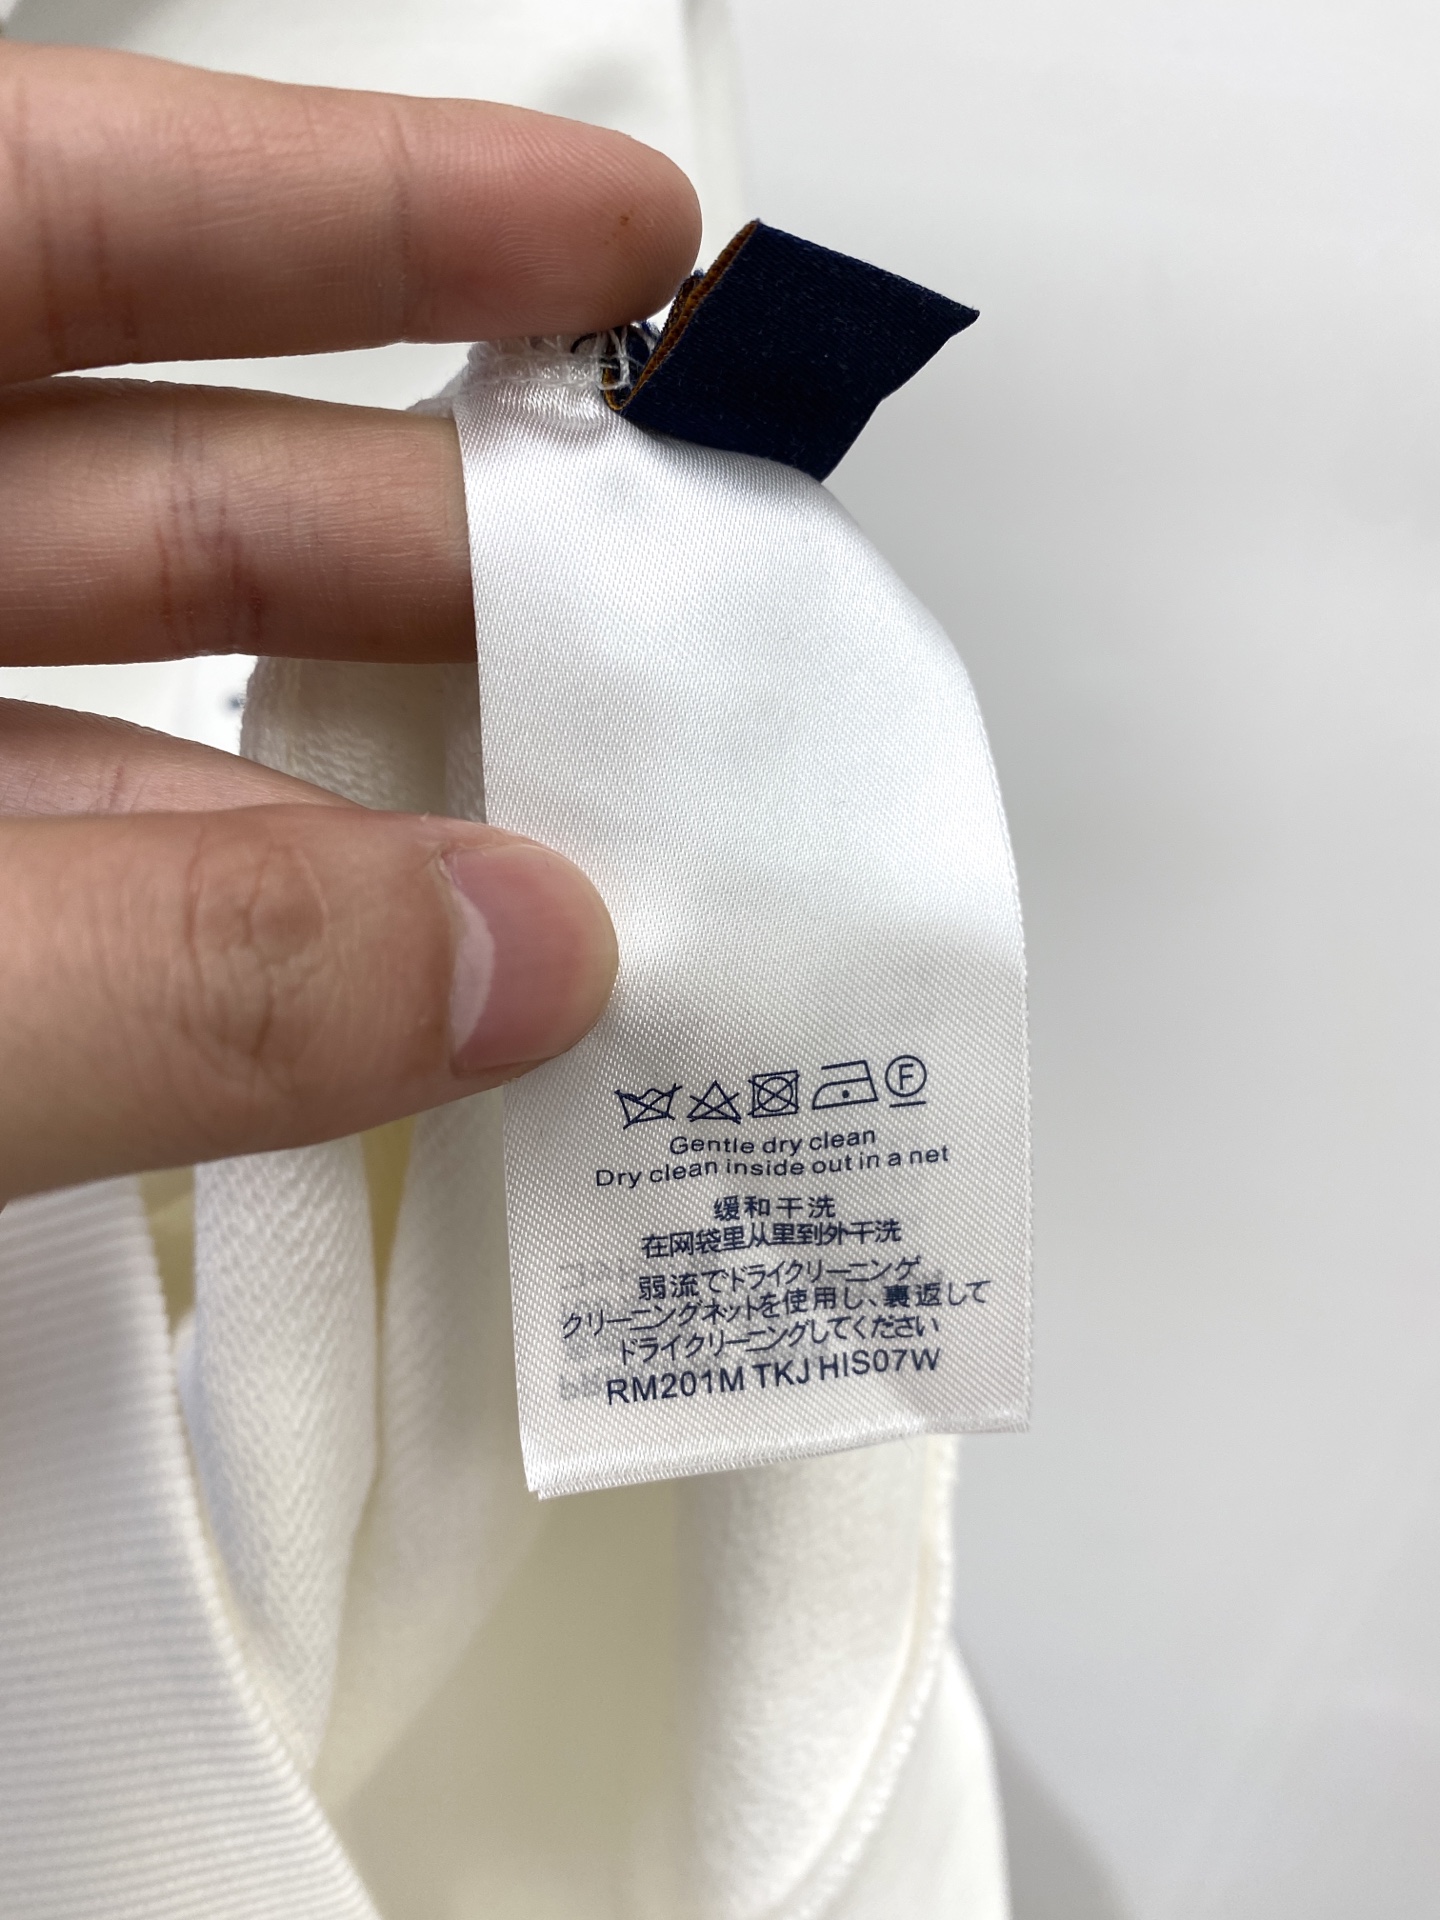 F
Gentle dry clean
Dry clean inside out in a net
缓和干洗
在网袋里从里到外干洗
弱流でドライクリーニング
クリーニングネットを使用し、裏返して
ドライクリーニングしてください
RM201M TKJ HIS07W